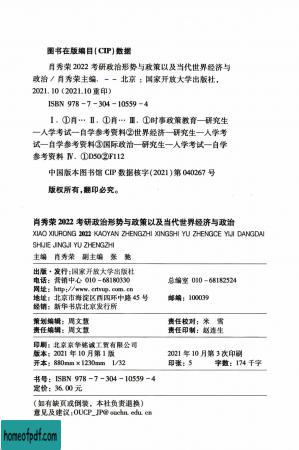 图书在版编目(CIP)数据
肖秀荣2022考研政治形势与政策以及当代世界经济与
政治/肖秀荣主编. -- 北京:国家开放大学出版社,
2021.10(2021.10重印)
ISBN 978-7-304-10559-4
Ⅰ.①肖… Ⅱ.①肖… Ⅲ.①时事政策教育—研究生
—入学考试—自学参考资料②世界经济—研究生—入学考
试—自学参考资料③国际政治—研究生—入学考试—自学
参考资料 Ⅳ.①D50②F112
中国版本图书馆CIP数据核字(2021)第040267号
版权所有,翻印必究。
肖秀荣2022考研政治形势与政策以及当代世界经济与政治
XIAO XIURONG 2022 KAOYAN ZHENGZHI XINGSHI YU ZHENGCE YIJI DANGDAI
SHIJIE JINGJI YU ZHENGZHI
主编 肖秀荣 副主编 张驰
出版·发行:国家开放大学出版社
电话:营销中心010-68180330 总编室010-68182524
网址:http://www.crtvup.com.cn
地址:北京市海淀区西四环中路45号 邮编:100039
经销:新华书店北京发行所
策划编辑:周文慧 责任校对:米雪
责任编辑:周文慧 责任印制:赵连生
印刷:北京京华铭诚工贸有限公司
版本:2021年10月第1版 2021年10月第3次印刷
开本:880mm×1230mm 1/32 印张:5 字数:174千字
书号:ISBN 978-7-304-10559-4
(如有缺页或倒装,本社负责退换)
意见及建议:OUCP_JP@ouchn.edu.cn
homeofpdf.com